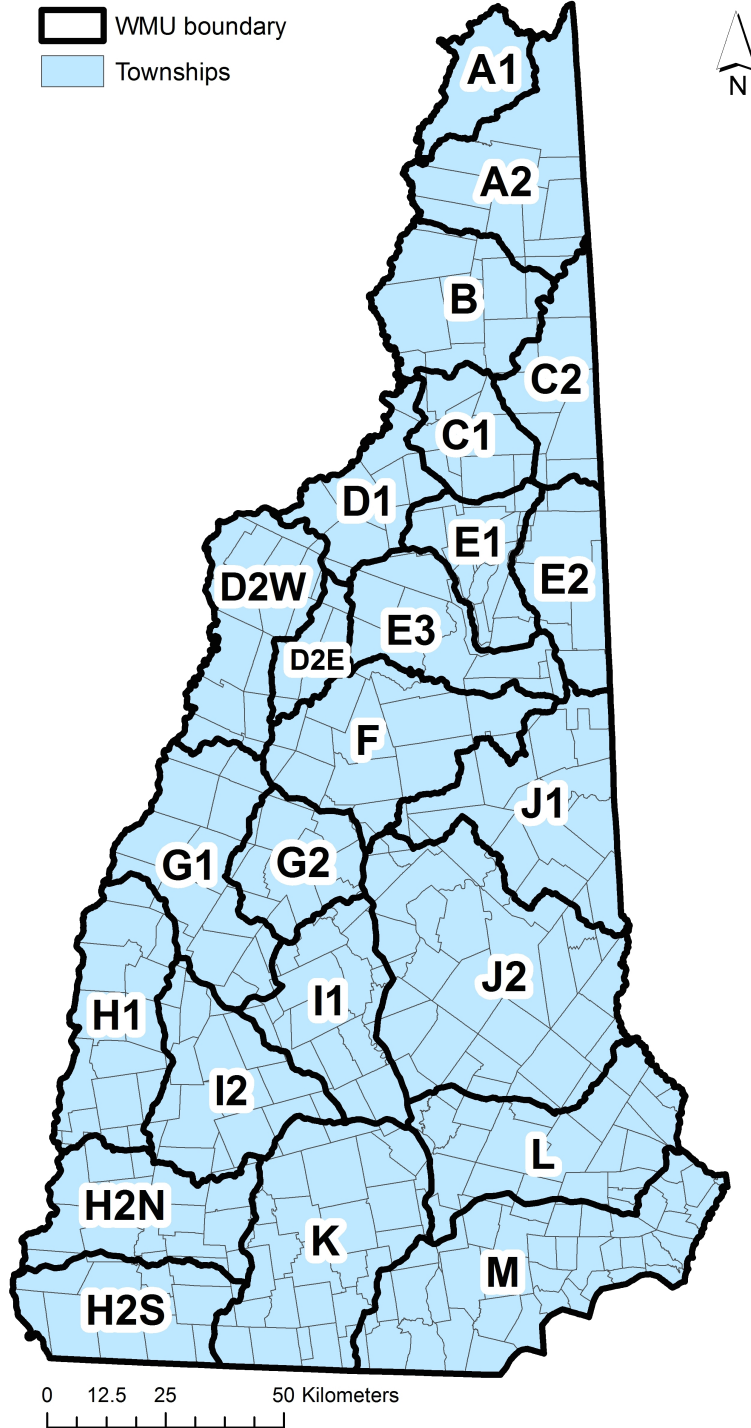 WMU boundary
Townships
N
A1
A2
B
C2
C1
D1
E1
E2
D2W
E3
D2E
F
J1
G1
G2
J2
I1
H1
I2
L
H2N
K
M
H2S
0 12.5 25 50 Kilometers